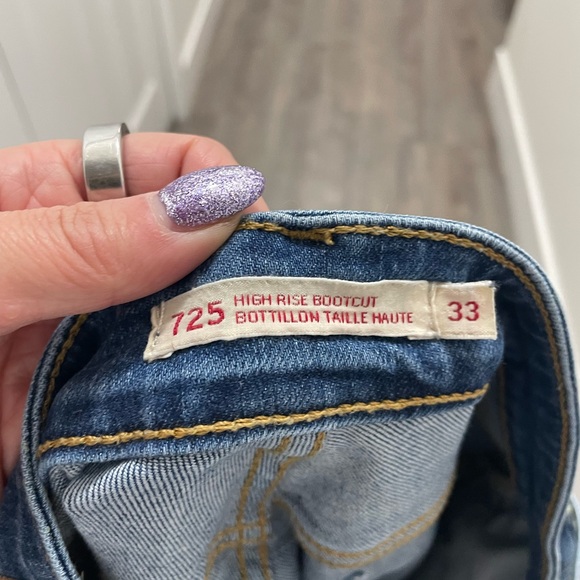 725 HIGH RISE BOOTCUT
BOTTILLON TAILLE HAUTE
33